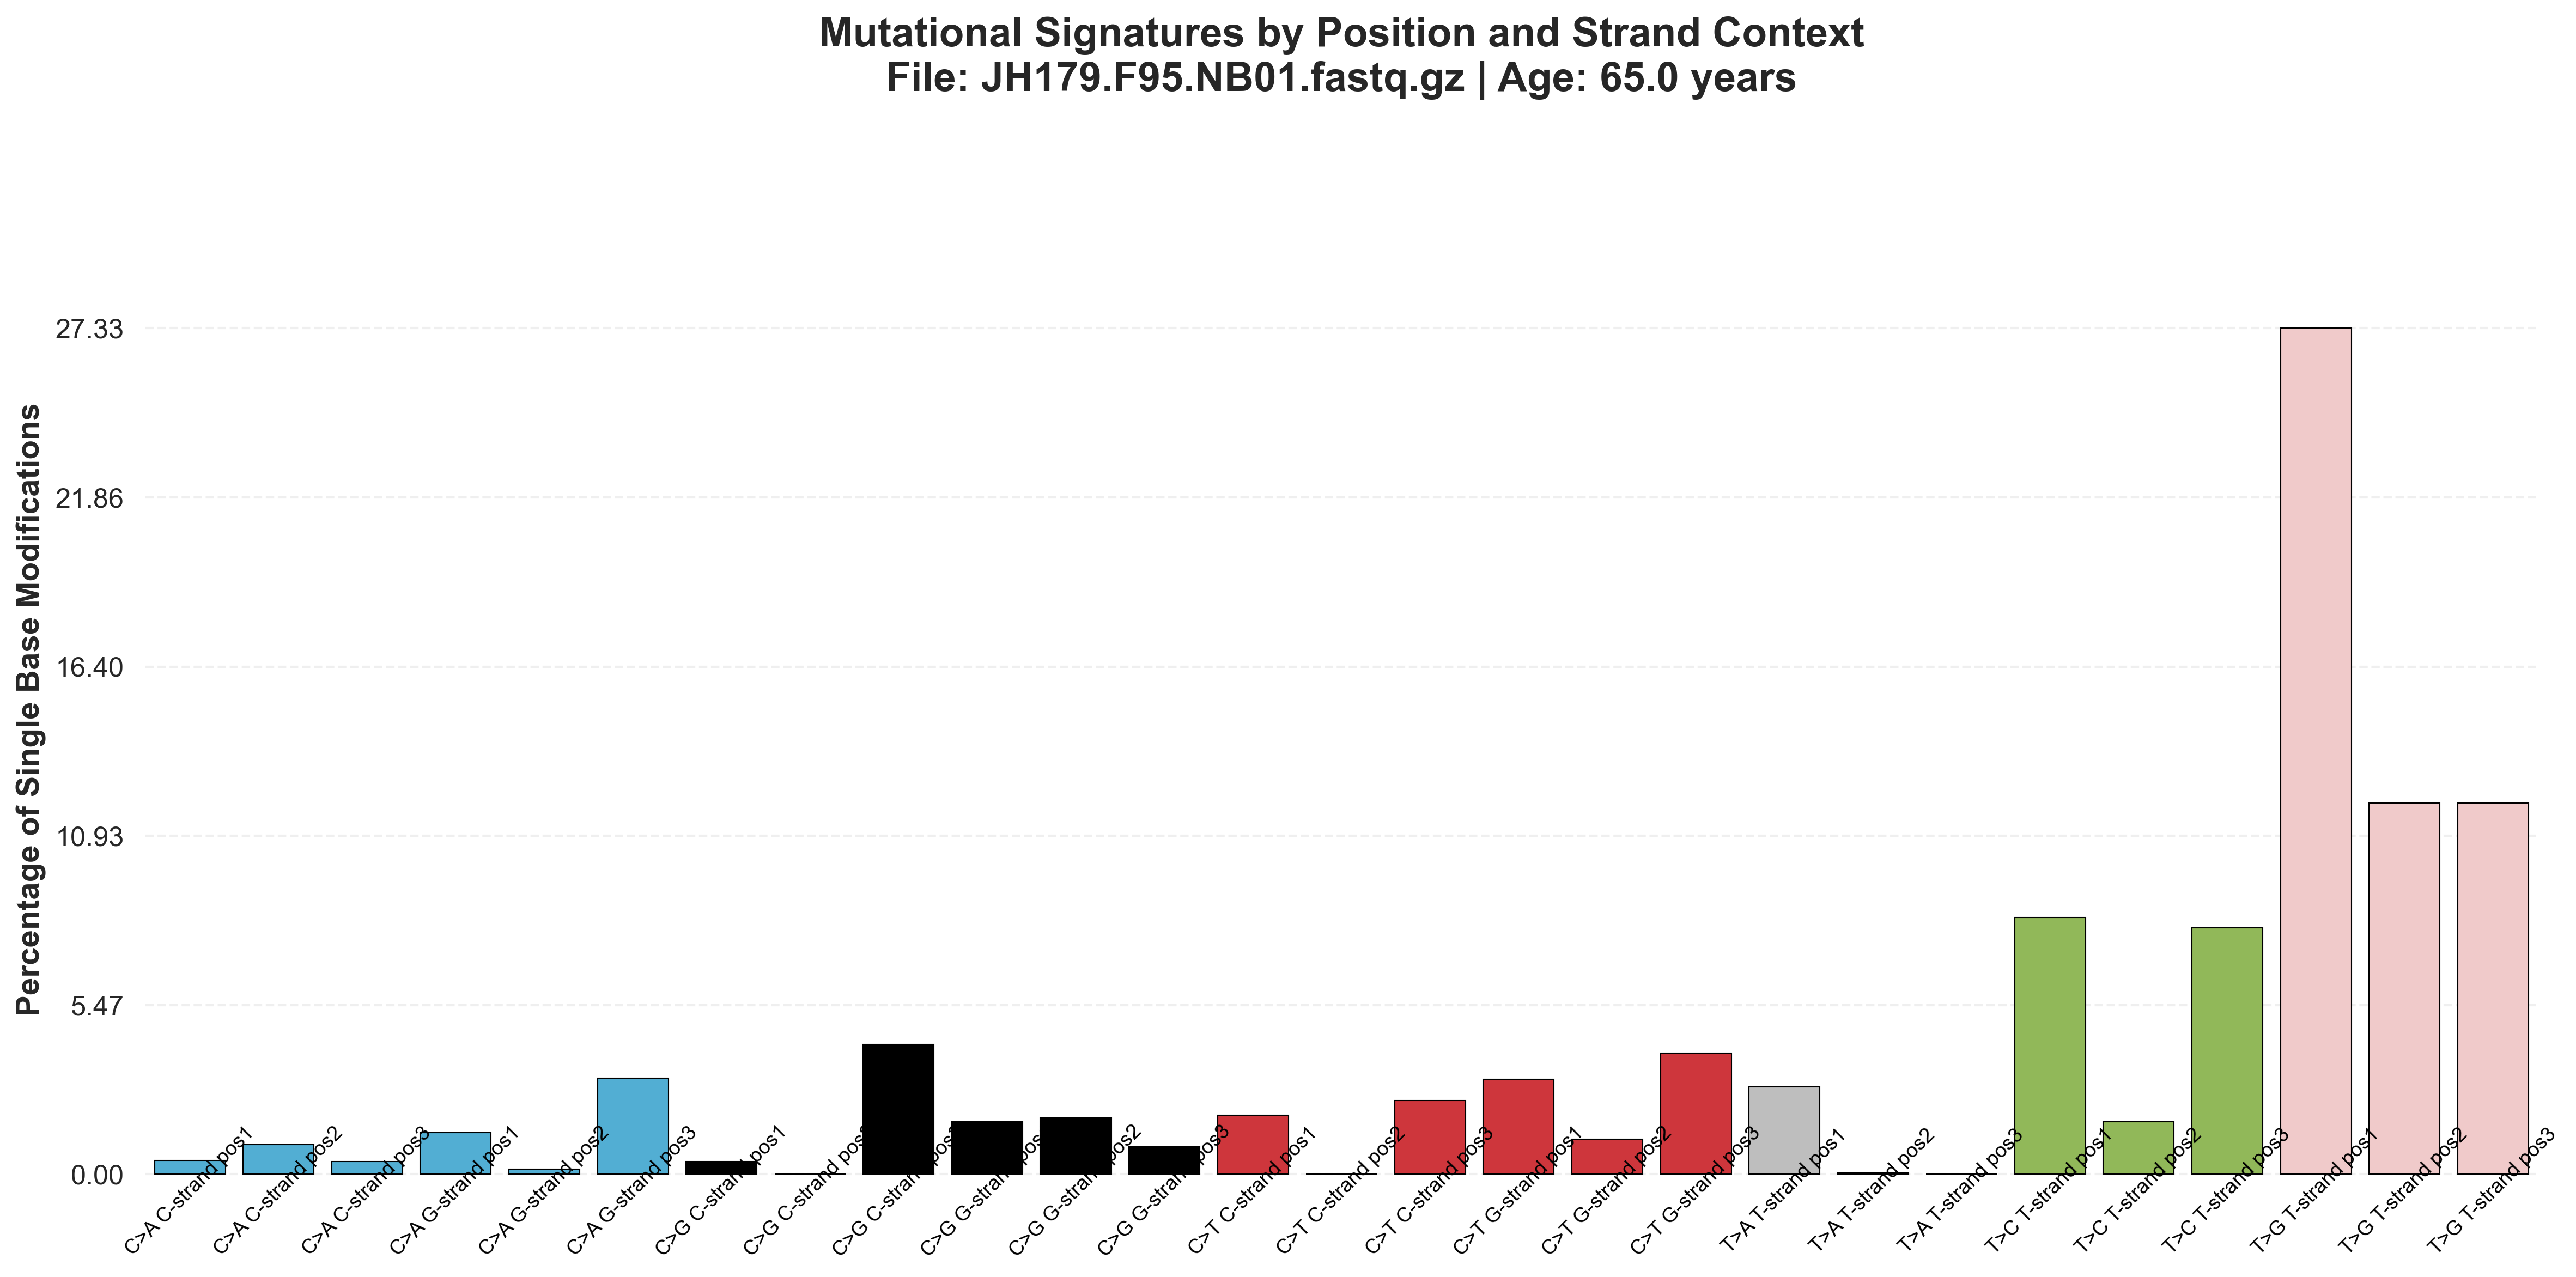 Mutational Signatures by Position and Strand Context
File: JH179.F95.NB01.fastq.gz | Age: 65.0 years
Percentage of Single Base Modifications
27.33
21.86
16.40
10.93
5.47
0.00
C>A C-strand pos1
C>A C-strand pos2
C>A C-strand pos3
C>A G-strand pos1
C>A G-strand pos2
C>A G-strand pos3
C>G C-strand pos1
C>G C-strand pos2
C>G C-strand pos3
C>G G-strand pos1
C>G G-strand pos2
C>G G-strand pos3
C>T C-strand pos1
C>T C-strand pos2
C>T C-strand pos3
C>T G-strand pos1
C>T G-strand pos2
C>T G-strand pos3
T>A T-strand pos1
T>A T-strand pos2
T>A T-strand pos3
T>C T-strand pos1
T>C T-strand pos2
T>C T-strand pos3
T>G T-strand pos1
T>G T-strand pos2
T>G T-strand pos3